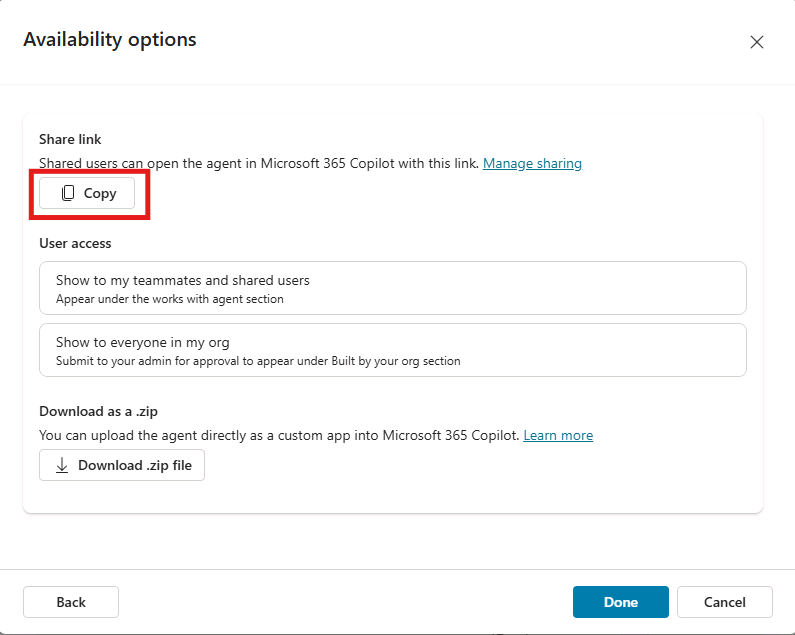 Availability options
Share link
Shared users can open the agent in Microsoft 365 Copilot with this link. Manage sharing
Copy
User access
Show to my teammates and shared users
Appear under the works with agent section
Show to everyone in my org
Submit to your admin for approval to appear under Built by your org section
Download as a .zip
You can upload the agent directly as a custom app into Microsoft 365 Copilot. Learn more
Download .zip file
Back
Done
Cancel